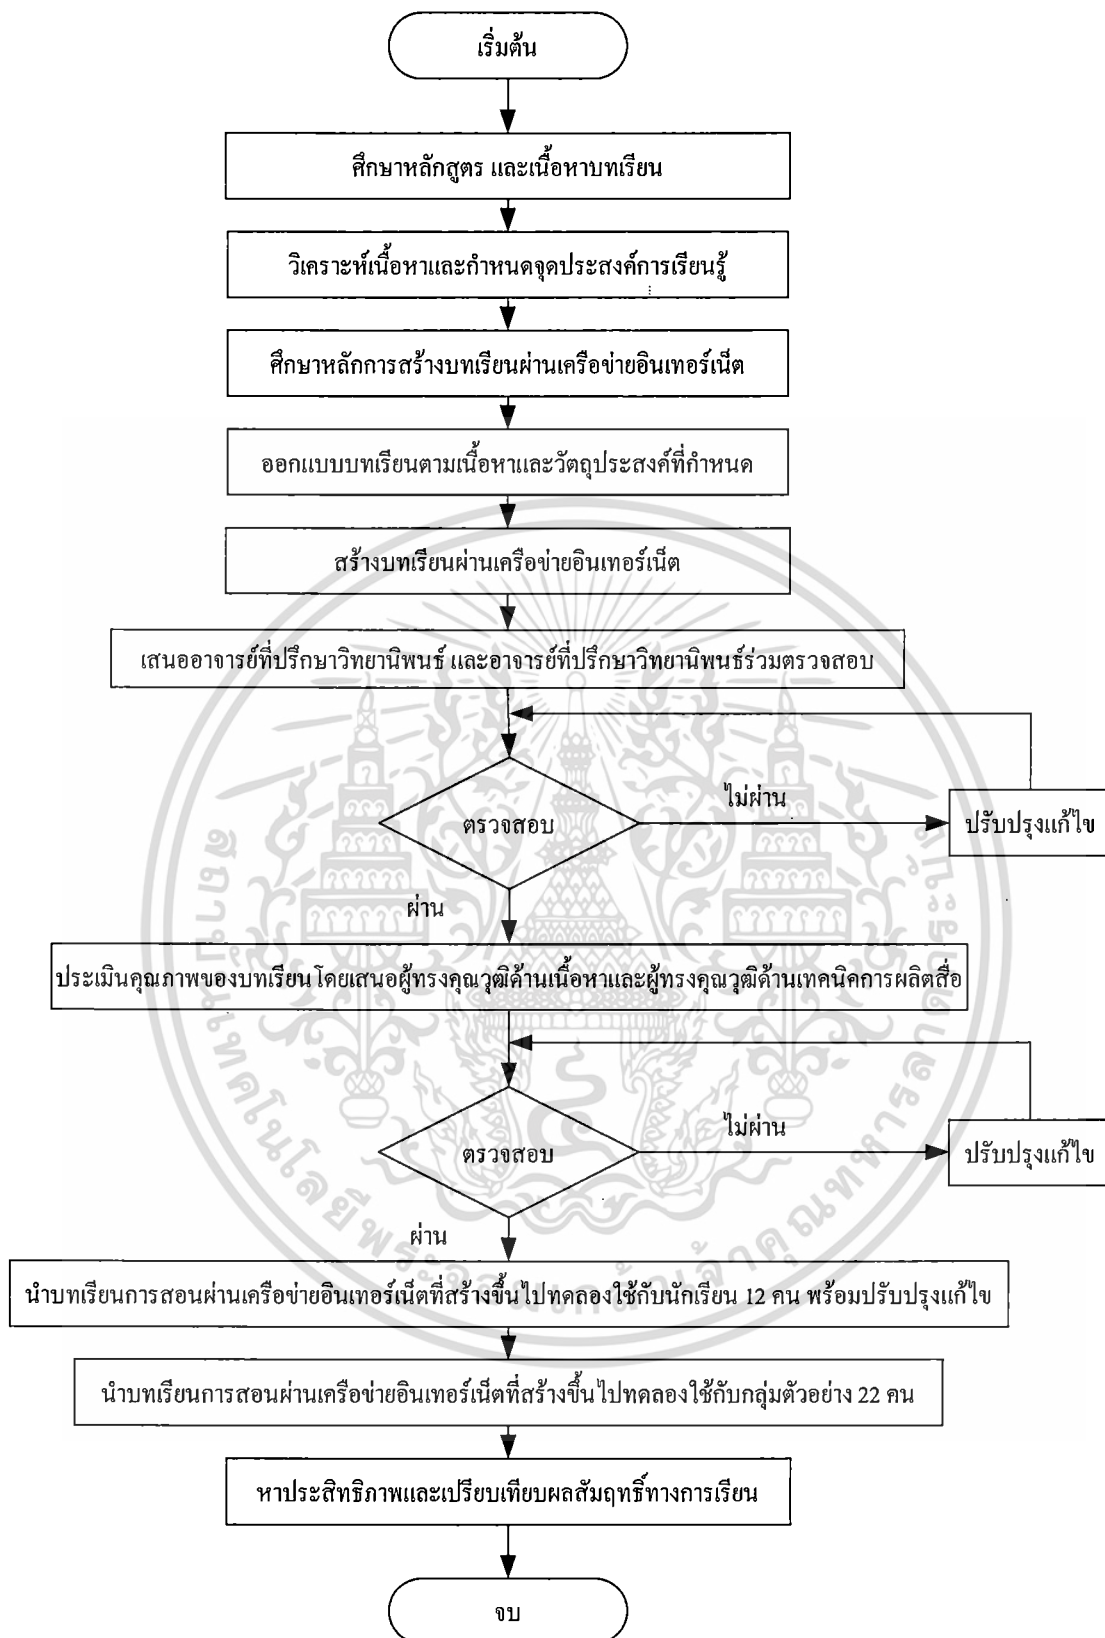 เริ่มต้น
ศึกษาหลักสูตร และเนื้อหาบทเรียน
วิเคราะห์เนื้อหาและกำหนดจุดประสงค์การเรียนรู้
ศึกษาหลักการสร้างบทเรียนผ่านเครือข่ายอินเทอร์เน็ต
ออกแบบบทเรียนตามเนื้อหาและวัตถุประสงค์ที่กำหนด
สร้างบทเรียนผ่านเครือข่ายอินเทอร์เน็ต
เสนออาจารย์ที่ปรึกษาวิทยานิพนธ์ และอาจารย์ที่ปรึกษาวิทยานิพนธ์ร่วมตรวจสอบ
ตรวจสอบ
ไม่ผ่าน
ปรับปรุงแก้ไข
ผ่าน
ประเมินคุณภาพของบทเรียน โดยเสนอผู้ทรงคุณวุฒิด้านเนื้อหาและผู้ทรงคุณวุฒิด้านเทคนิคการผลิตสื่อ
ตรวจสอบ
ไม่ผ่าน
ปรับปรุงแก้ไข
ผ่าน
นำบทเรียนการสอนผ่านเครือข่ายอินเทอร์เน็ตที่สร้างขึ้นไปทดลองใช้กับนักเรียน 12 คน พร้อมปรับปรุงแก้ไข
นำบทเรียนการสอนผ่านเครือข่ายอินเทอร์เน็ตที่สร้างขึ้นไปทดลองใช้กับกลุ่มตัวอย่าง 22 คน
หาประสิทธิภาพและเปรียบเทียบผลสัมฤทธิ์ทางการเรียน
จบ